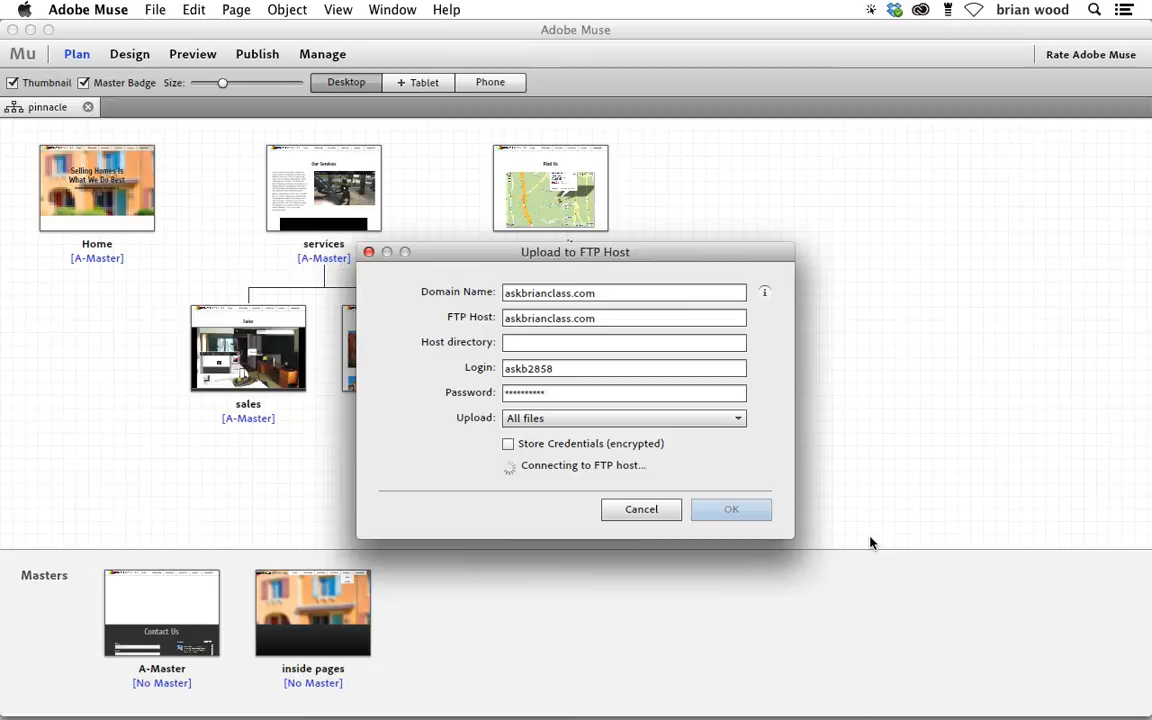 Adobe Muse File Edit Page Object View Window Help brian wood
Adobe Muse
Mu Plan Design Preview Publish Manage Rate Adobe Muse
Thumbnail Master Badge Size: Desktop + Tablet Phone
pinnacle
Selling Homes Is
What We Do Best
Our Services
Find Us
Home
[A-Master]
services
[A-Master]
Sales
sales
[A-Master]
Upload to FTP Host
Domain Name: askbrianclass.com
FTP Host: askbrianclass.com
Host directory:
Login: askb2858
Password: **********
Upload: All files
Store Credentials (encrypted)
Connecting to FTP host...
Cancel OK
Masters
Contact Us
A-Master
[No Master]
inside pages
[No Master]